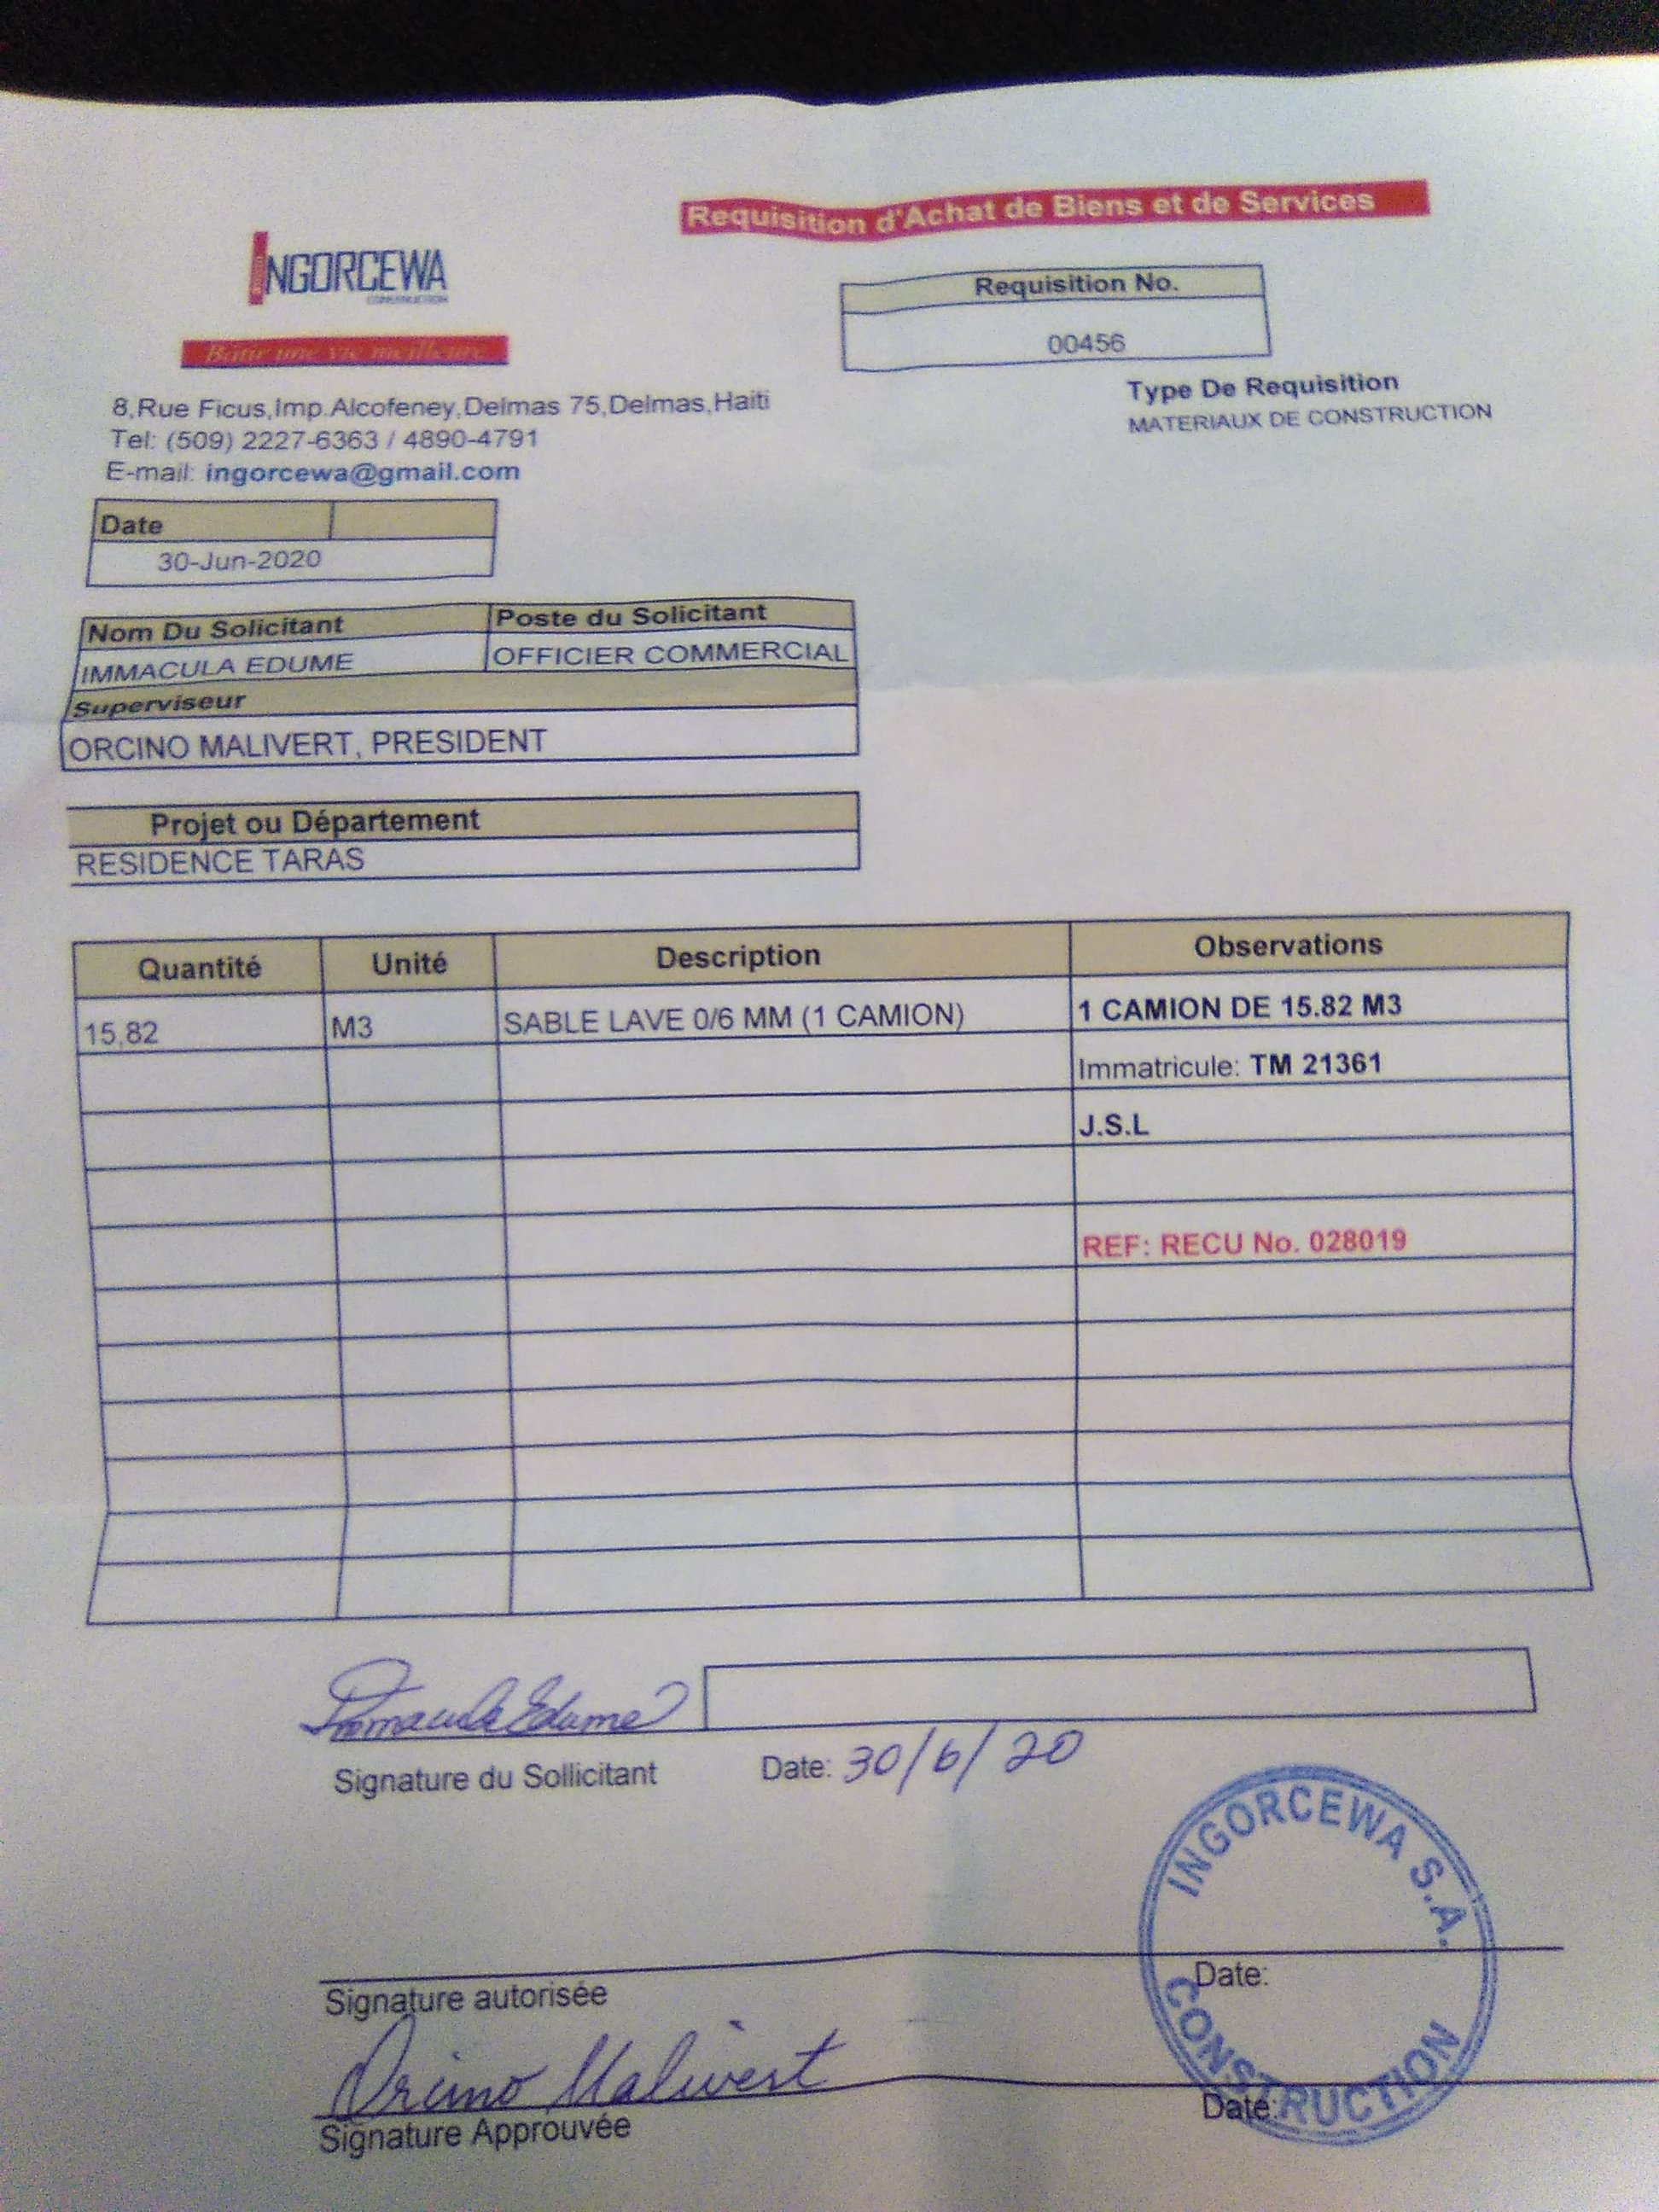 Requisition d'Achat de Biens et de Services
INGORCEWA
CONSTRUCTION
Bâtir une vie meilleure
Requisition No.
00456
Type De Requisition
MATERIAUX DE CONSTRUCTION
8,Rue Ficus,Imp.Alcofeney,Delmas 75,Delmas,Haiti
Tel: (509) 2227-6363 / 4890-4791
E-mail: ingorcewa@gmail.com
Date
30-Jun-2020
Nom Du Solicitant Poste du Solicitant
IMMACULA EDUME OFFICIER COMMERCIAL
Superviseur
ORCINO MALIVERT, PRESIDENT
Projet ou Département
RESIDENCE TARAS
Quantité Unité Description Observations
15,82 M3 SABLE LAVE 0/6 MM (1 CAMION) 1 CAMION DE 15.82 M3
Immatricule: TM 21361
J.S.L
REF: RECU No. 028019
Immacula Edume
Signature du Sollicitant Date: 30/6/20
INGORCEWA S.A.
CONSTRUCTION
Signature autorisée Date:
Orcino Malivert
Signature Approuvée Date: